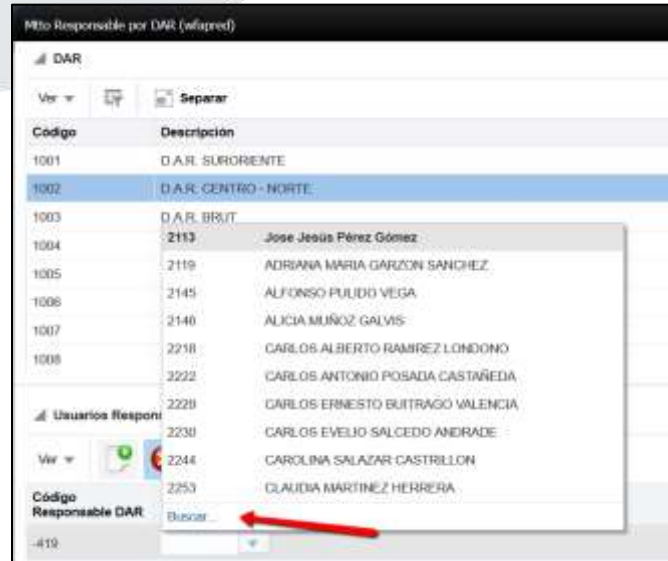 Mtto Responsable por DAR (wfapred)
DAR
Ver Separar
Código Descripción
1001 D.A.R. SURORIENTE
1002 D.A.R. CENTRO - NORTE
1003 D.A.R. BRUT
1004
1005
1006
1007
1008
2113 Jose Jesús Pérez Gómez
2119 ADRIANA MARIA GARZON SANCHEZ
2145 ALFONSO PULIDO VEGA
2146 ALICIA MUÑOZ GALVIS
2218 CARLOS ALBERTO RAMIREZ LONDONO
2222 CARLOS ANTONIO POSADA CASTAÑEDA
2229 CARLOS ERNESTO BUITRAGO VALENCIA
2230 CARLOS EVELIO SALCEDO ANDRADE
2244 CAROLINA SALAZAR CASTRILLON
2253 CLAUDIA MARTINEZ HERRERA
Buscar...
Usuarios Respon
Ver
Código
Responsable DAR
-419